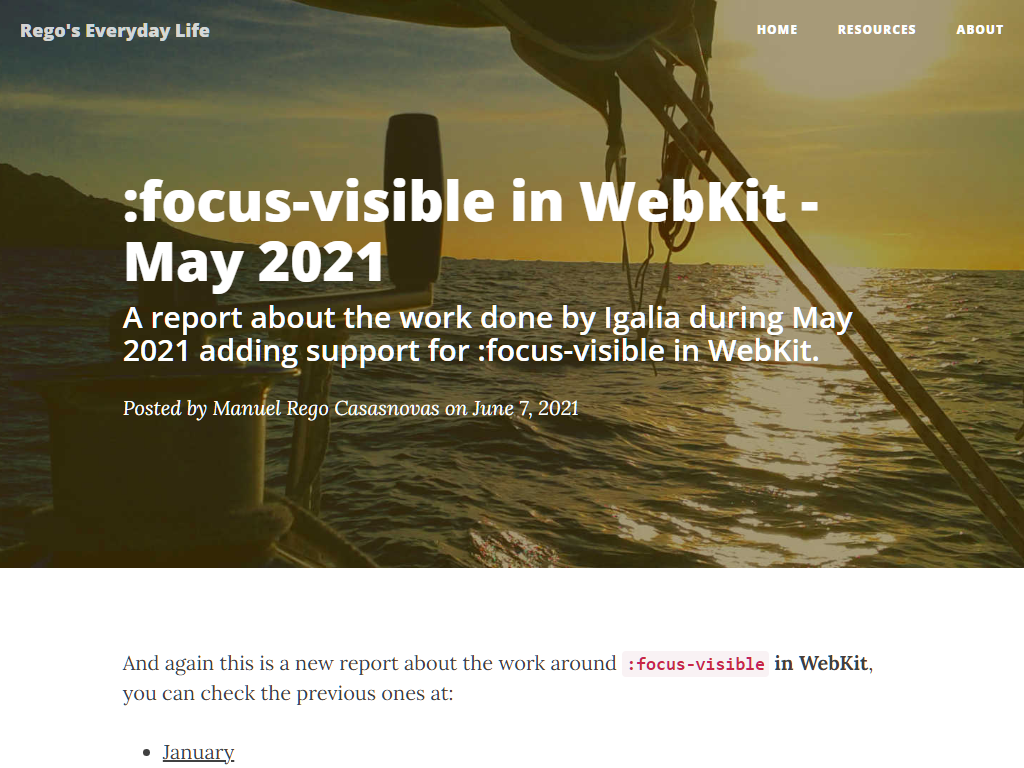 Rego's Everyday Life
HOME RESOURCES ABOUT
:focus-visible in WebKit -
May 2021
A report about the work done by Igalia during May
2021 adding support for :focus-visible in WebKit.
Posted by Manuel Rego Casasnovas on June 7, 2021
And again this is a new report about the work around :focus-visible in WebKit,
you can check the previous ones at:
• January